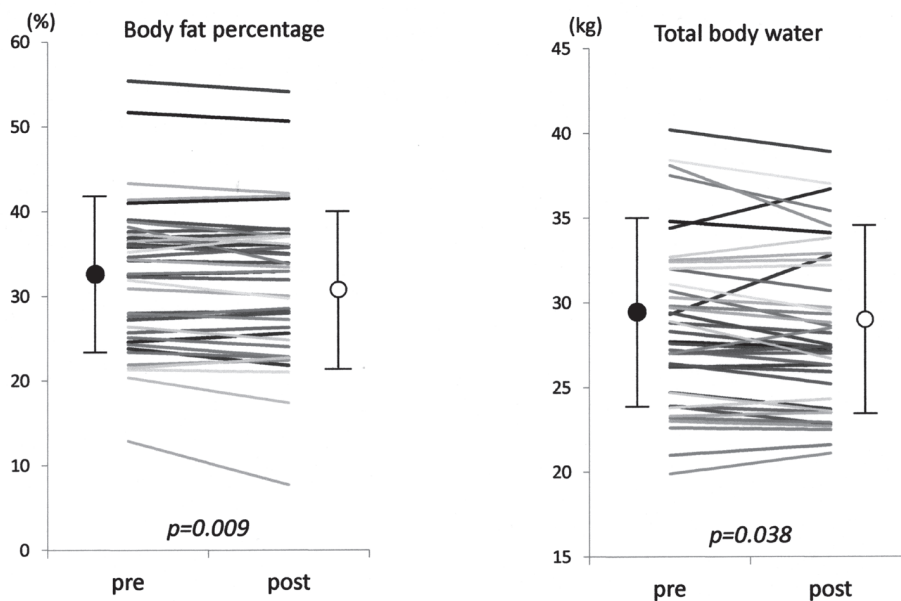 (%)
Body fat percentage
60
50
40
30
20
10
0
p=0.009
pre
post
(kg)
Total body water
45
40
35
30
25
20
15
p=0.038
pre
post